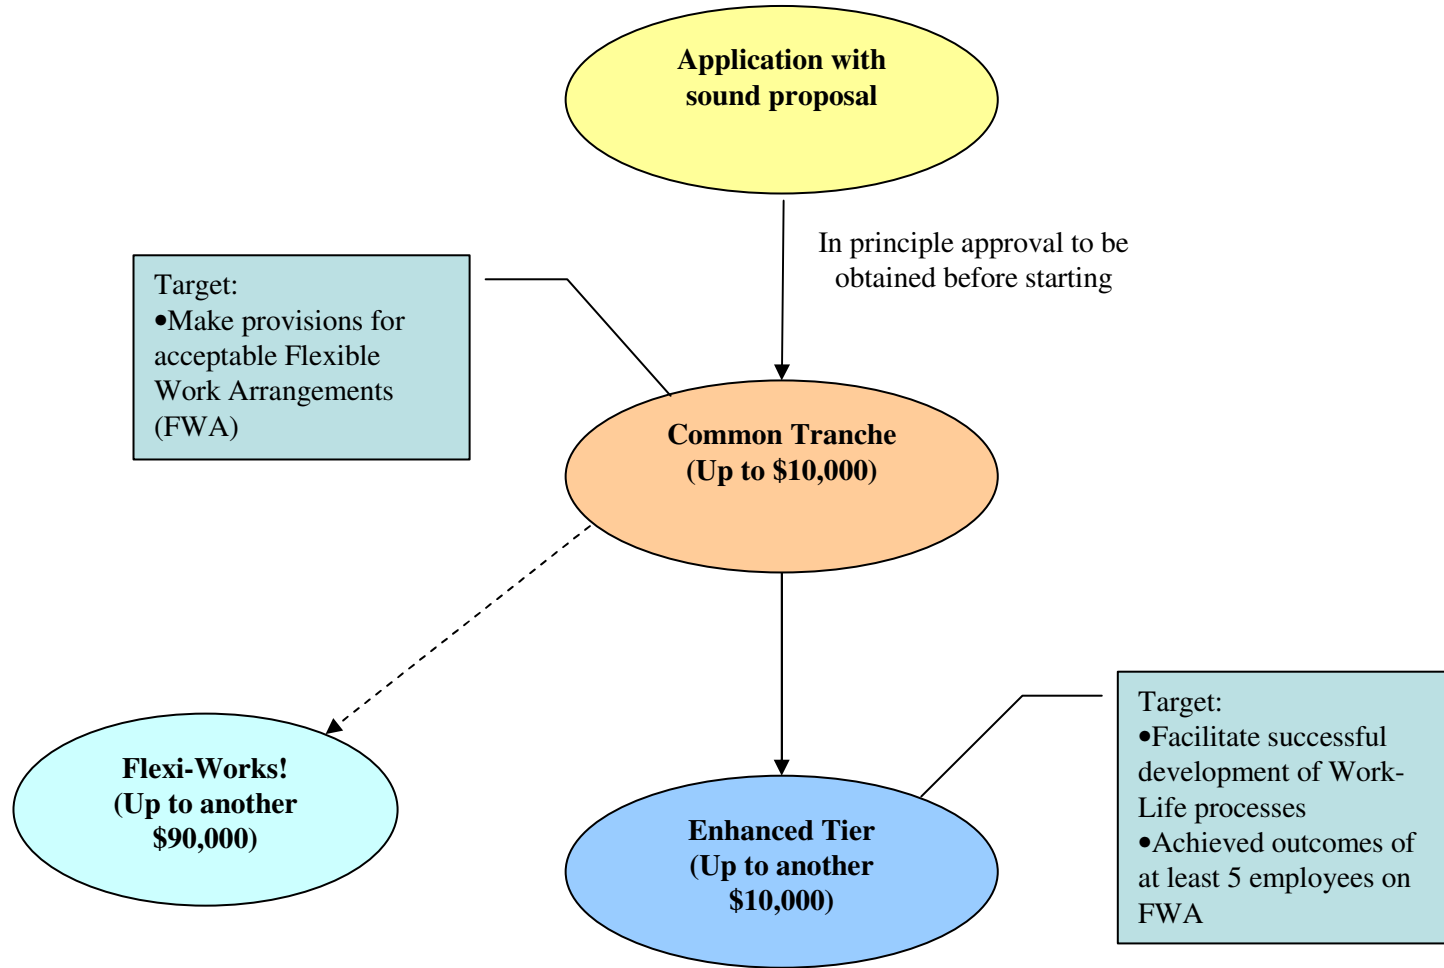 Application with
sound proposal
In principle approval to be
obtained before starting
Target:
•Make provisions for
acceptable Flexible
Work Arrangements
(FWA)
Common Tranche
(Up to $10,000)
Flexi-Works!
(Up to another
$90,000)
Enhanced Tier
(Up to another
$10,000)
Target:
•Facilitate successful
development of Work-
Life processes
•Achieved outcomes of
at least 5 employees on
FWA